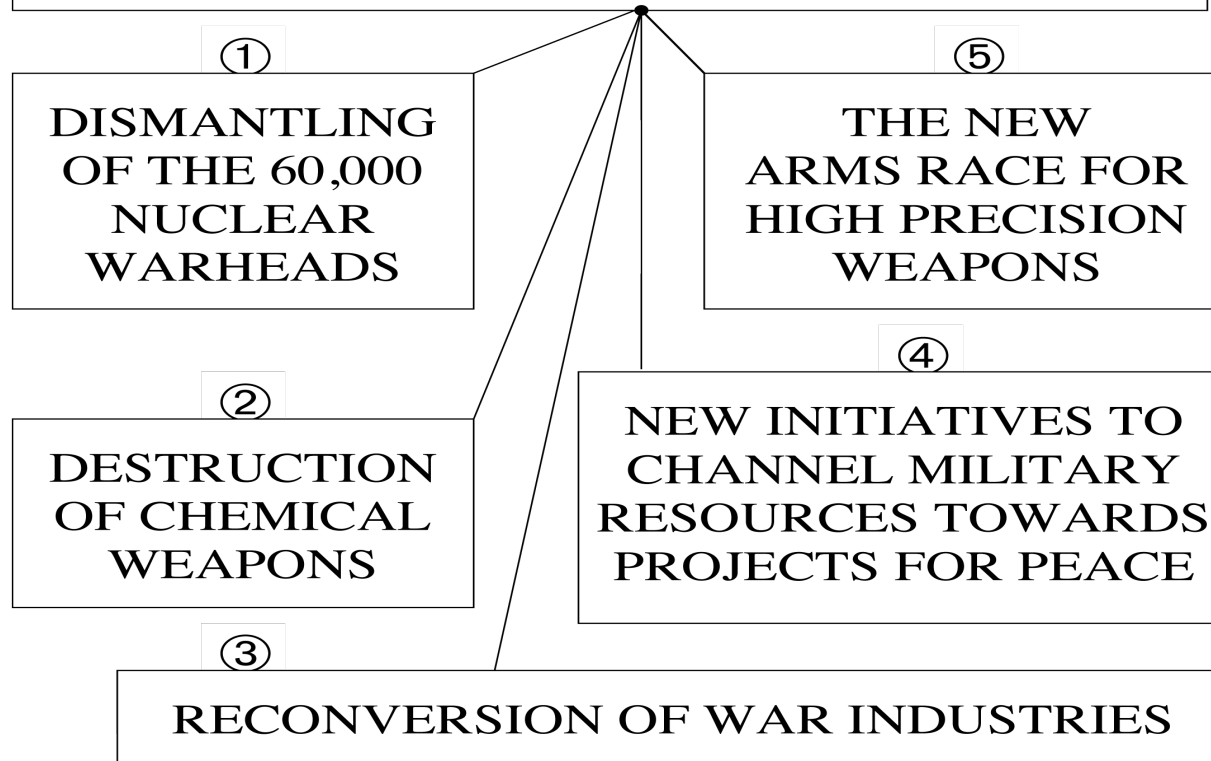 ①
DISMANTLING
OF THE 60,000
NUCLEAR
WARHEADS
②
DESTRUCTION
OF CHEMICAL
WEAPONS
③
RECONVERSION OF WAR INDUSTRIES
④
NEW INITIATIVES TO
CHANNEL MILITARY
RESOURCES TOWARDS
PROJECTS FOR PEACE
⑤
THE NEW
ARMS RACE FOR
HIGH PRECISION
WEAPONS